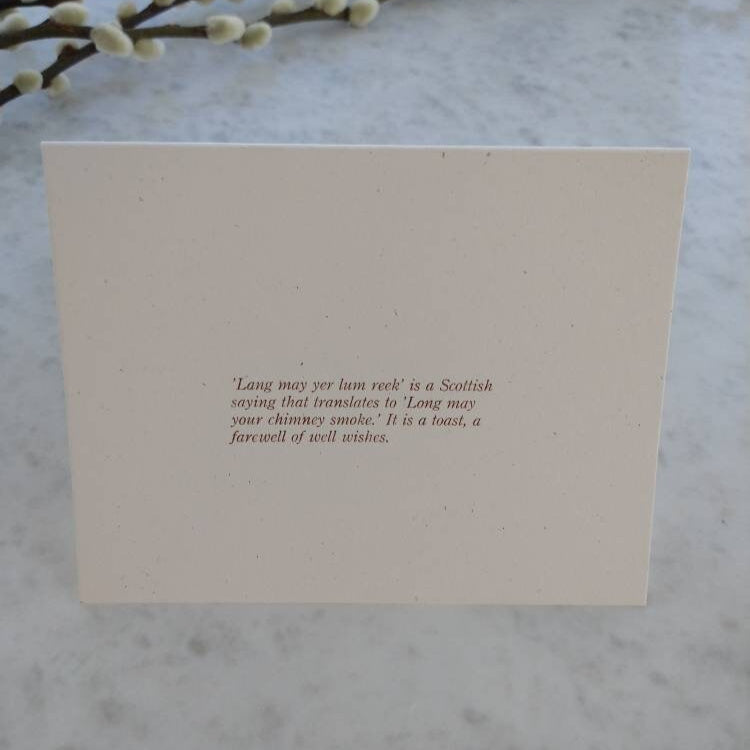 'Lang may yer lum reek' is a Scottish
saying that translates to 'Long may
your chimney smoke.' It is a toast, a
farewell of well wishes.